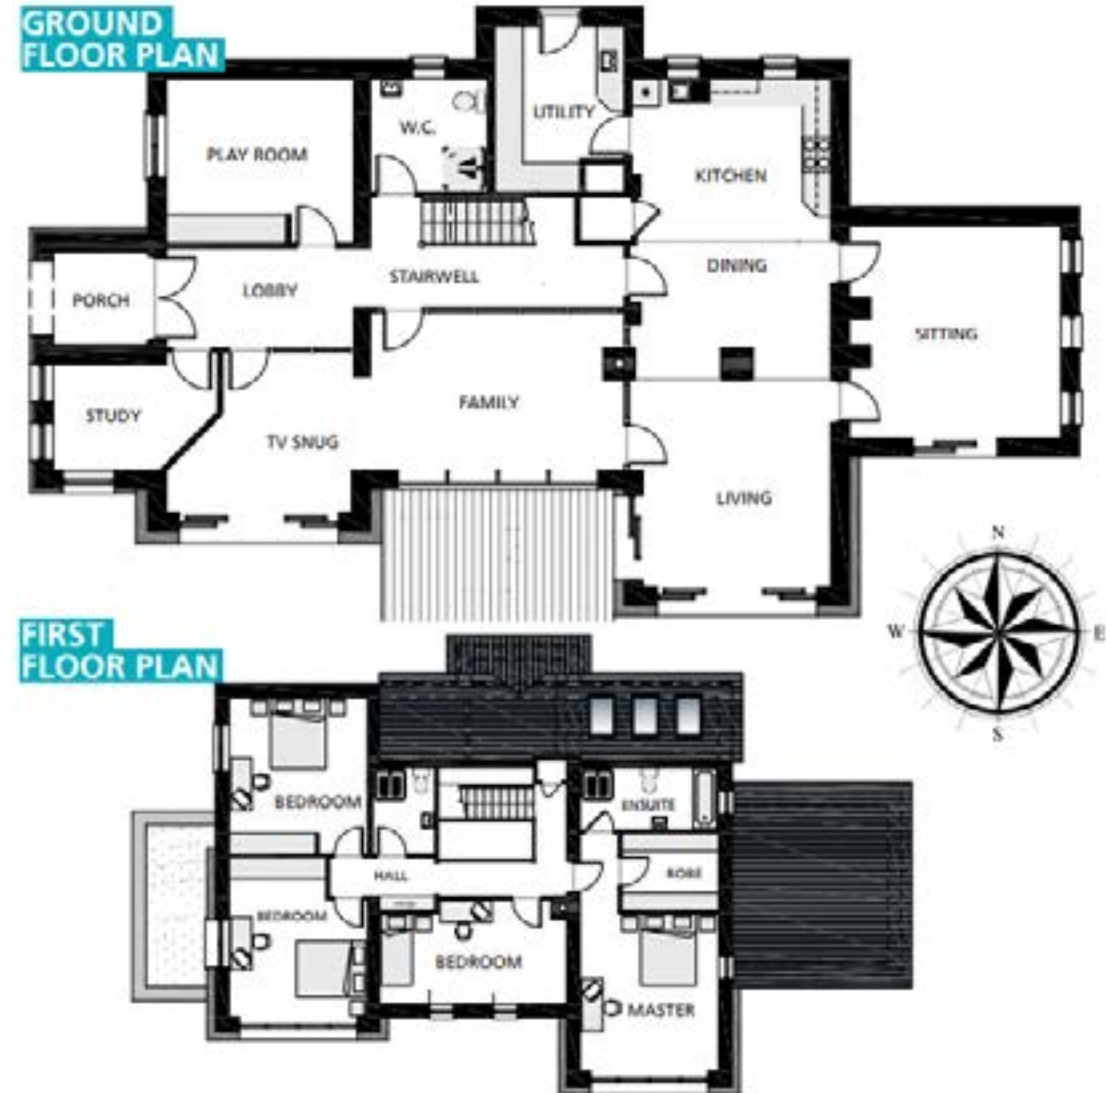 GROUND
FLOOR PLAN
UTILITY
W.C.
PLAY ROOM
KITCHEN
DINING
STAIRWELL
LOBBY
PORCH
SITTING
FAMILY
STUDY
TV SNUG
LIVING
N
W
E
S
FIRST
FLOOR PLAN
BEDROOM
ENSUITE
ROBE
HALL
BEDROOM
BEDROOM
MASTER